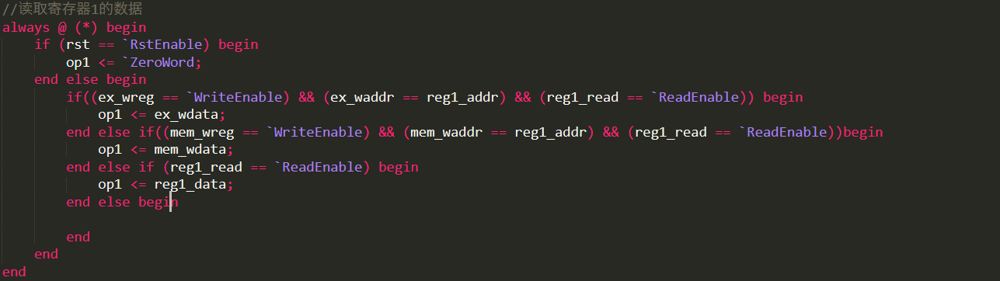 //读取寄存器1的数据
always @ (*) begin
    if (rst == `RstEnable) begin
        op1 <= `ZeroWord;
    end else begin
        if((ex_wreg == `WriteEnable) && (ex_waddr == reg1_addr) && (reg1_read == `ReadEnable)) begin
            op1 <= ex_wdata;
        end else if((mem_wreg == `WriteEnable) && (mem_waddr == reg1_addr) && (reg1_read == `ReadEnable))begin
            op1 <= mem_wdata;
        end else if (reg1_read == `ReadEnable) begin
            op1 <= reg1_data;
        end else begin
        end
    end
end